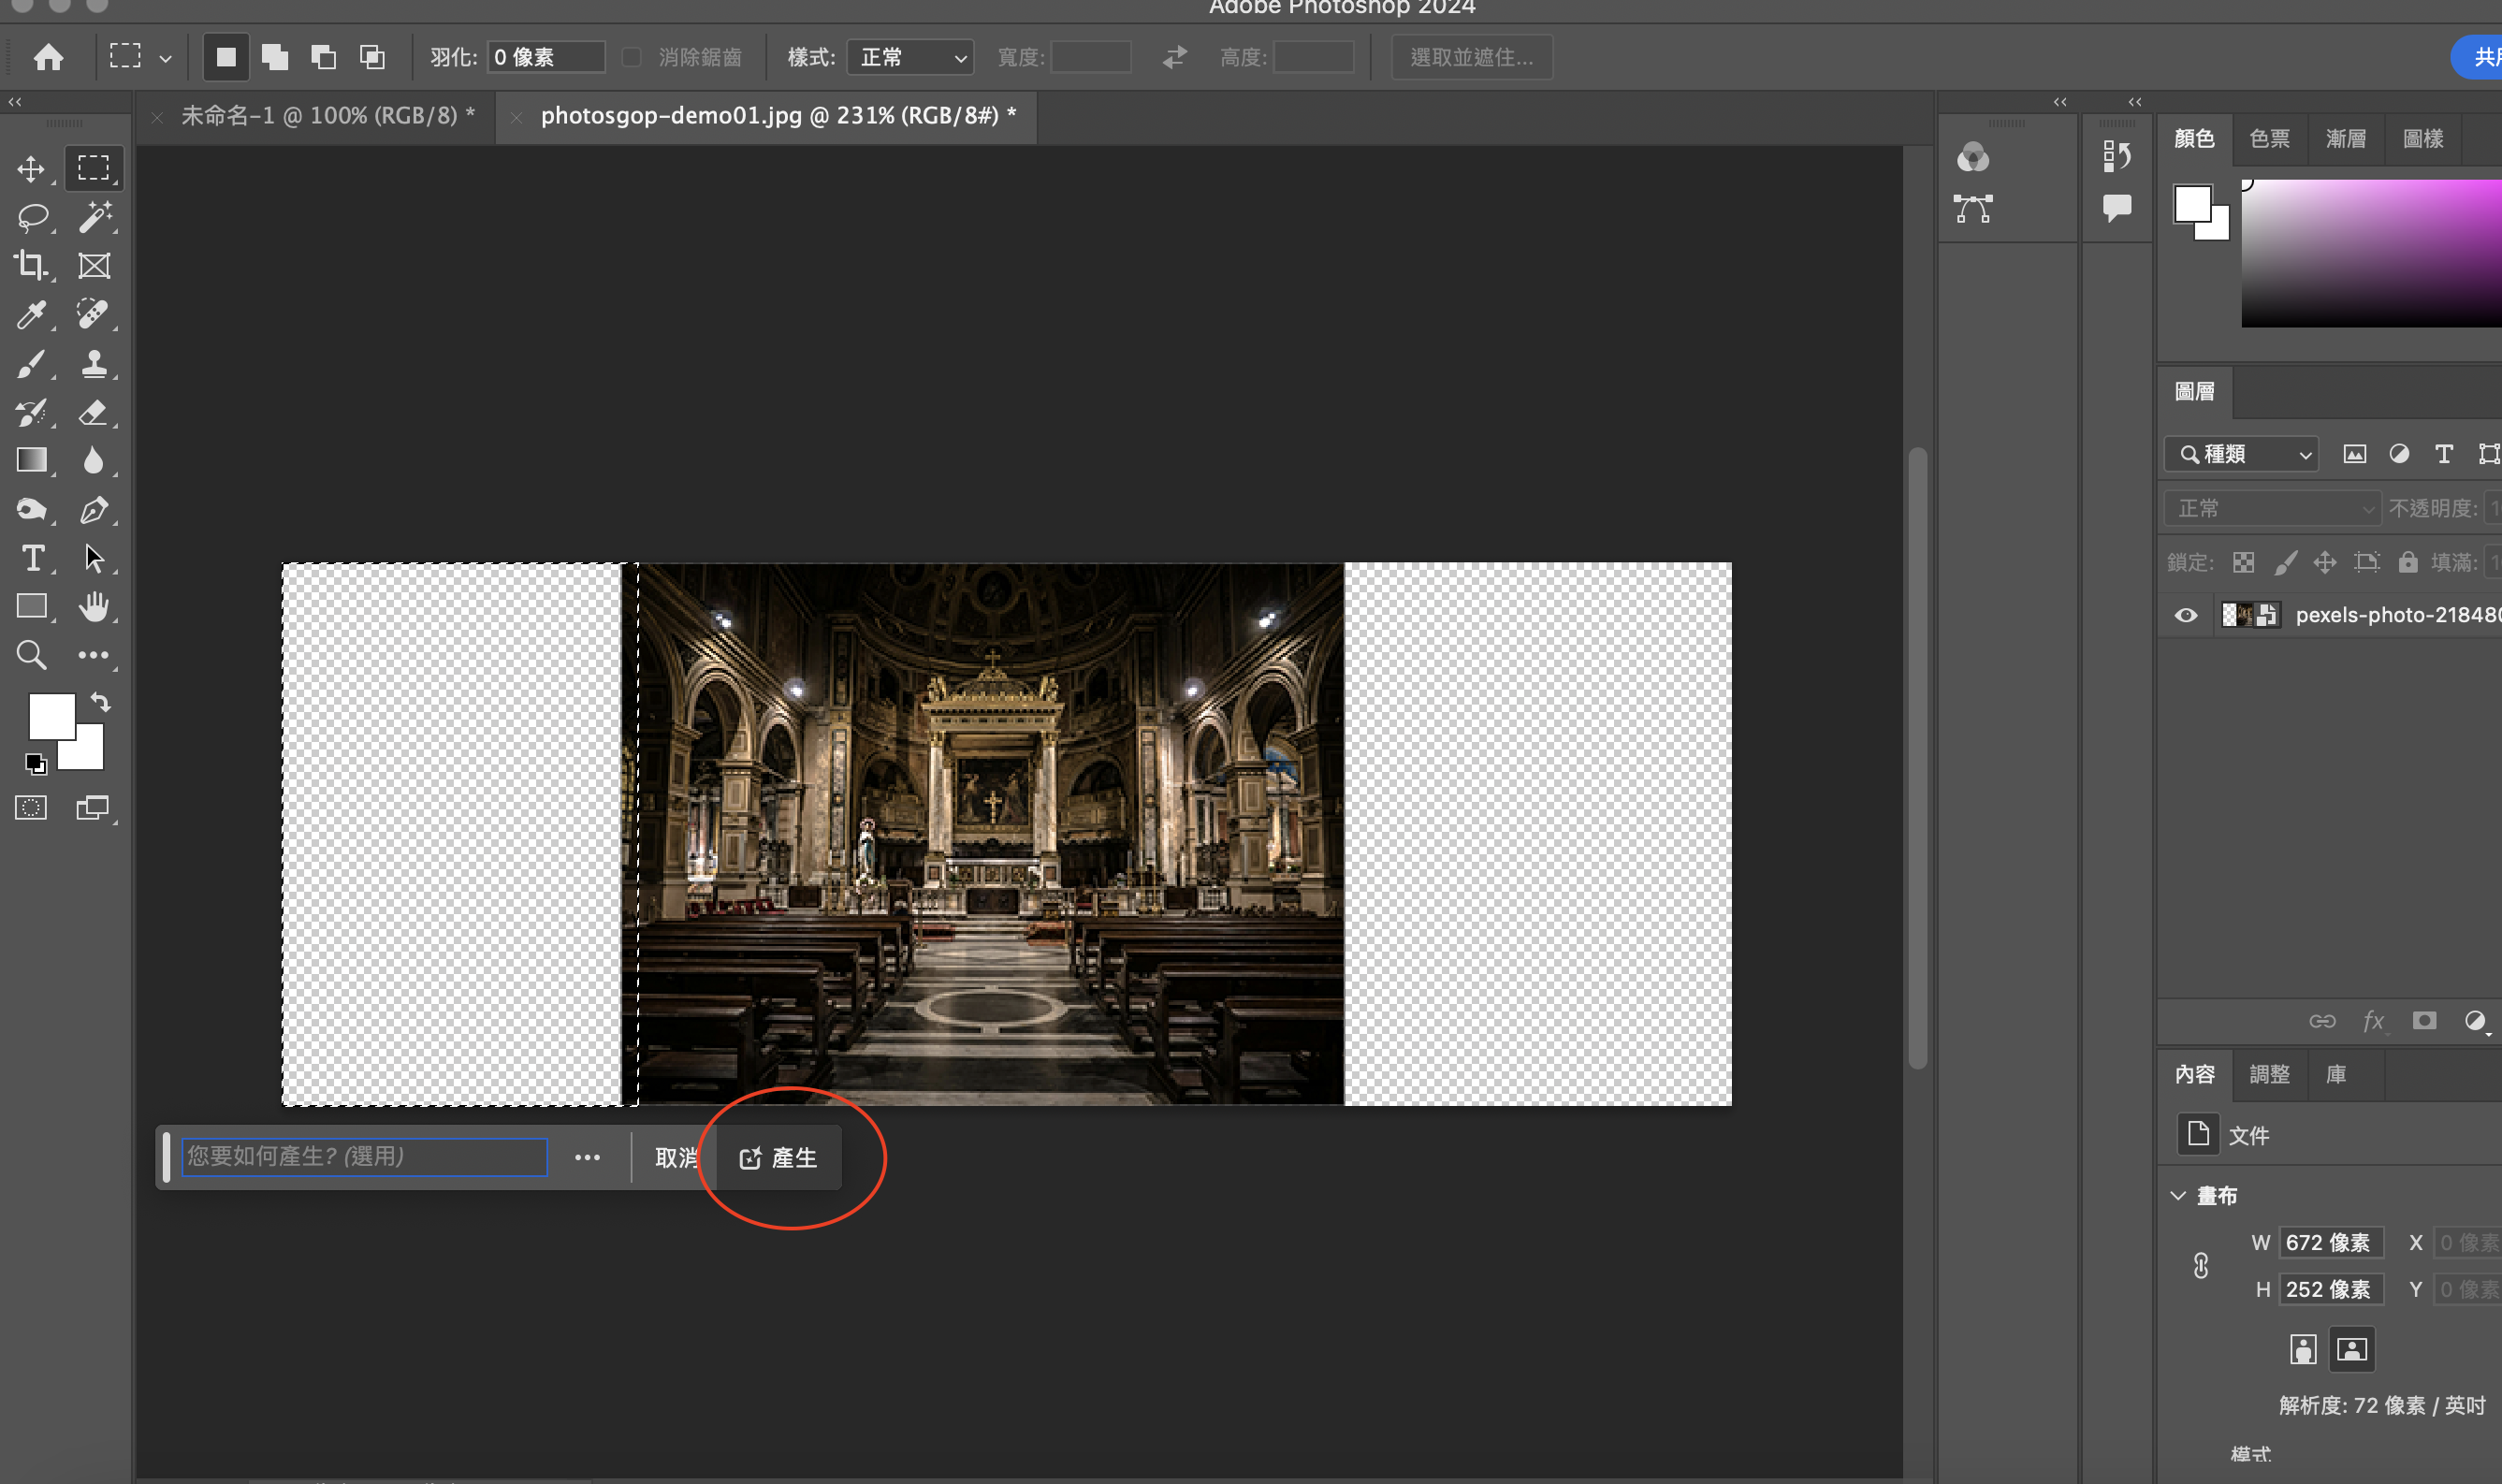 Adobe Photoshop 2024
羽化: 0 像素 消除鋸齒 樣式: 正常 寬度: 高度: 選取並遮住...
未命名-1 @ 100% (RGB/8) * photosgop-demo01.jpg @ 231% (RGB/8#) *
顏色 色票 漸層 圖樣
圖層
種類
正常 不透明度:
鎖定: 填滿:
pexels-photo-218480
fx
您要如何產生? (選用) 取消 產生
內容 調整 庫
文件
畫布
W 672 像素 X 0 像素
H 252 像素 Y 0 像素
解析度: 72 像素 / 英吋
模式